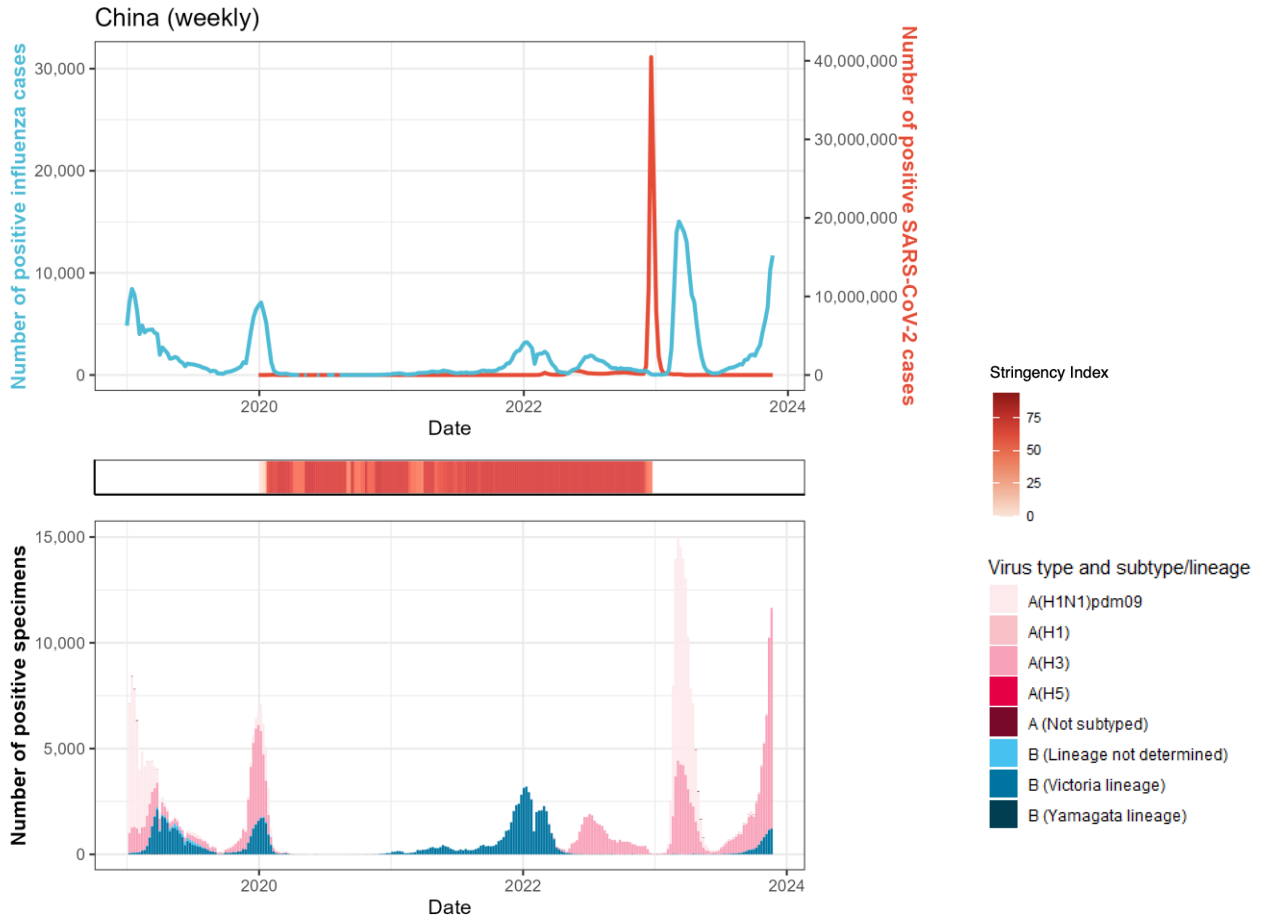 China (weekly)
Number of positive influenza cases
30,000
20,000
10,000
0
40,000,000
30,000,000
20,000,000
10,000,000
0
Number of positive SARS-CoV-2 cases
2020
2022
2024
Date
Stringency Index
75
50
25
0
Number of positive specimens
15,000
10,000
5,000
0
2020
2022
2024
Date
Virus type and subtype/lineage
A(H1N1)pdm09
A(H1)
A(H3)
A(H5)
A (Not subtyped)
B (Lineage not determined)
B (Victoria lineage)
B (Yamagata lineage)